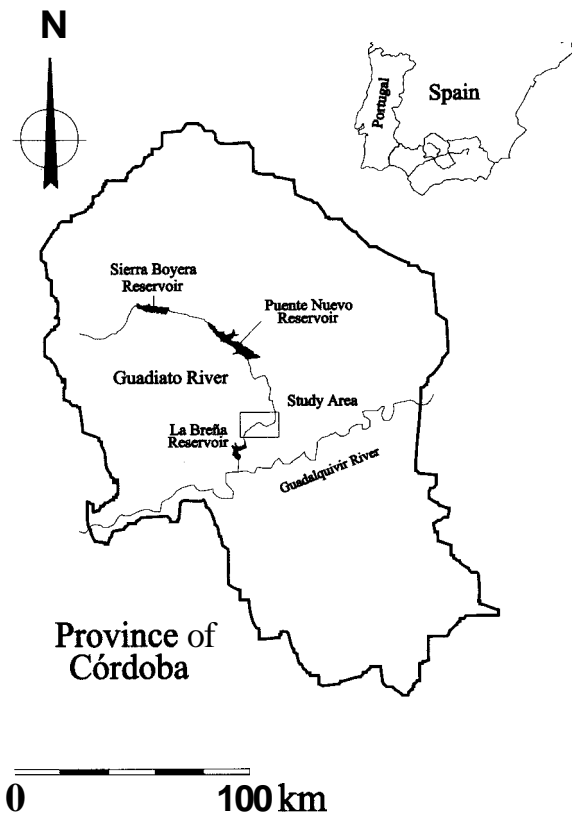 N
Portugal
Spain
Sierra Boyera
Reservoir
Puente Nuevo
Reservoir
Guadiato River
Study Area
La Breña
Reservoir
Guadalquivir River
Province of
Córdoba
0 100 km